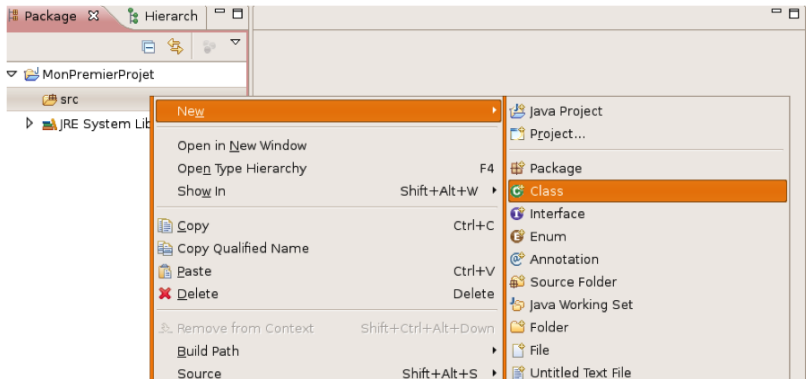 Package Hierarch
MonPremierProjet
src
JRE System Lib
New
Open in New Window
Open Type Hierarchy F4
Show In Shift+Alt+W
Copy Ctrl+C
Copy Qualified Name
Paste Ctrl+V
Delete Delete
Remove from Context Shift+Ctrl+Alt+Down
Build Path
Source Shift+Alt+S
Java Project
Project...
Package
Class
Interface
Enum
Annotation
Source Folder
Java Working Set
Folder
File
Untitled Text File